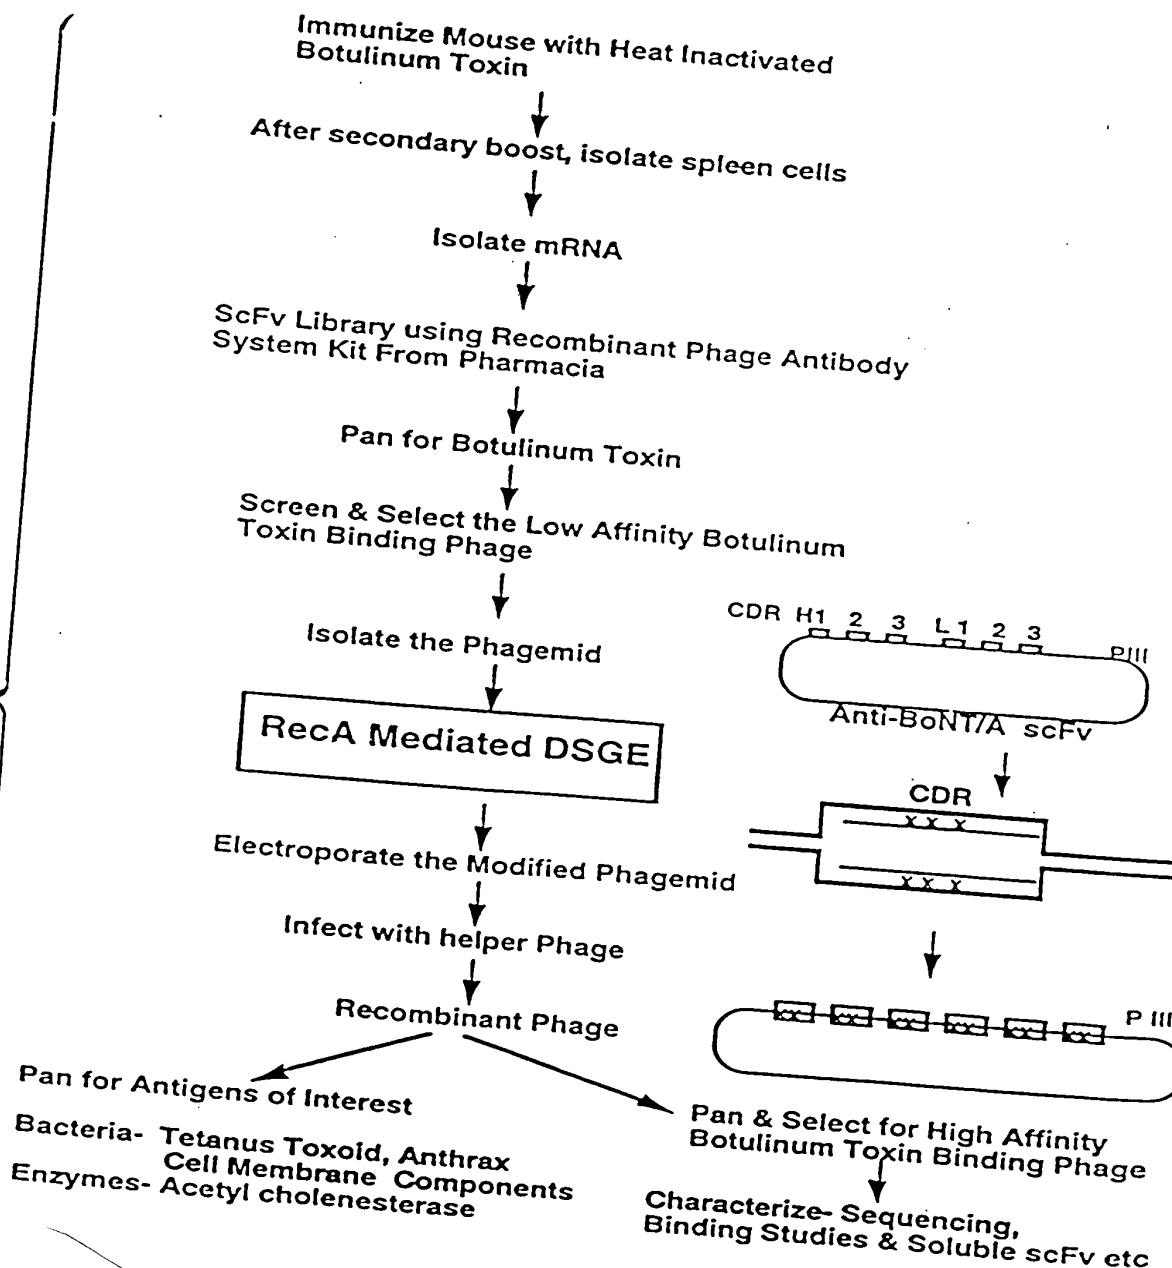 Immunize Mouse with Heat Inactivated
Botulinum Toxin
After secondary boost, isolate spleen cells
Isolate mRNA
ScFv Library using Recombinant Phage Antibody
System Kit From Pharmacia
Pan for Botulinum Toxin
Screen & Select the Low Affinity Botulinum
Toxin Binding Phage
Isolate the Phagemid
RecA Mediated DSGE
Electroporate the Modified Phagemid
Infect with helper Phage
Recombinant Phage
Pan for Antigens of Interest
Bacteria- Tetanus Toxoid, Anthrax
Cell Membrane Components
Enzymes- Acetyl cholenesterase
CDR H1 2 3 L1 2 3
PIII
Anti-BoNT/A scFv
CDR
x x x
x x x
P III
Pan & Select for High Affinity
Botulinum Toxin Binding Phage
Characterize- Sequencing,
Binding Studies & Soluble scFv etc